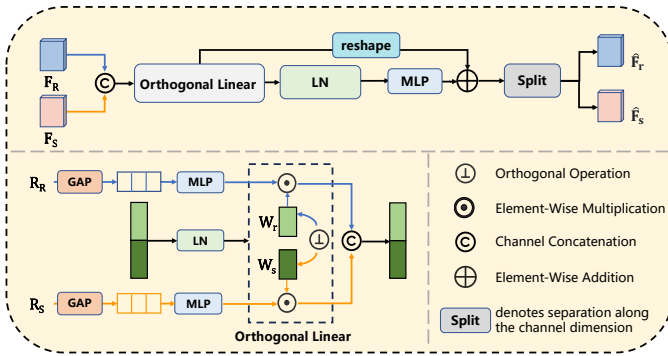 reshape
F_R
C
Orthogonal Linear
LN
MLP
Split
F̂_r
F_S
F̂_s
R_R
GAP
MLP
W_r
LN
C
W_s
R_S
GAP
MLP
Orthogonal Linear
Orthogonal Operation
Element-Wise Multiplication
C
Channel Concatenation
Element-Wise Addition
Split
denotes separation along
the channel dimension